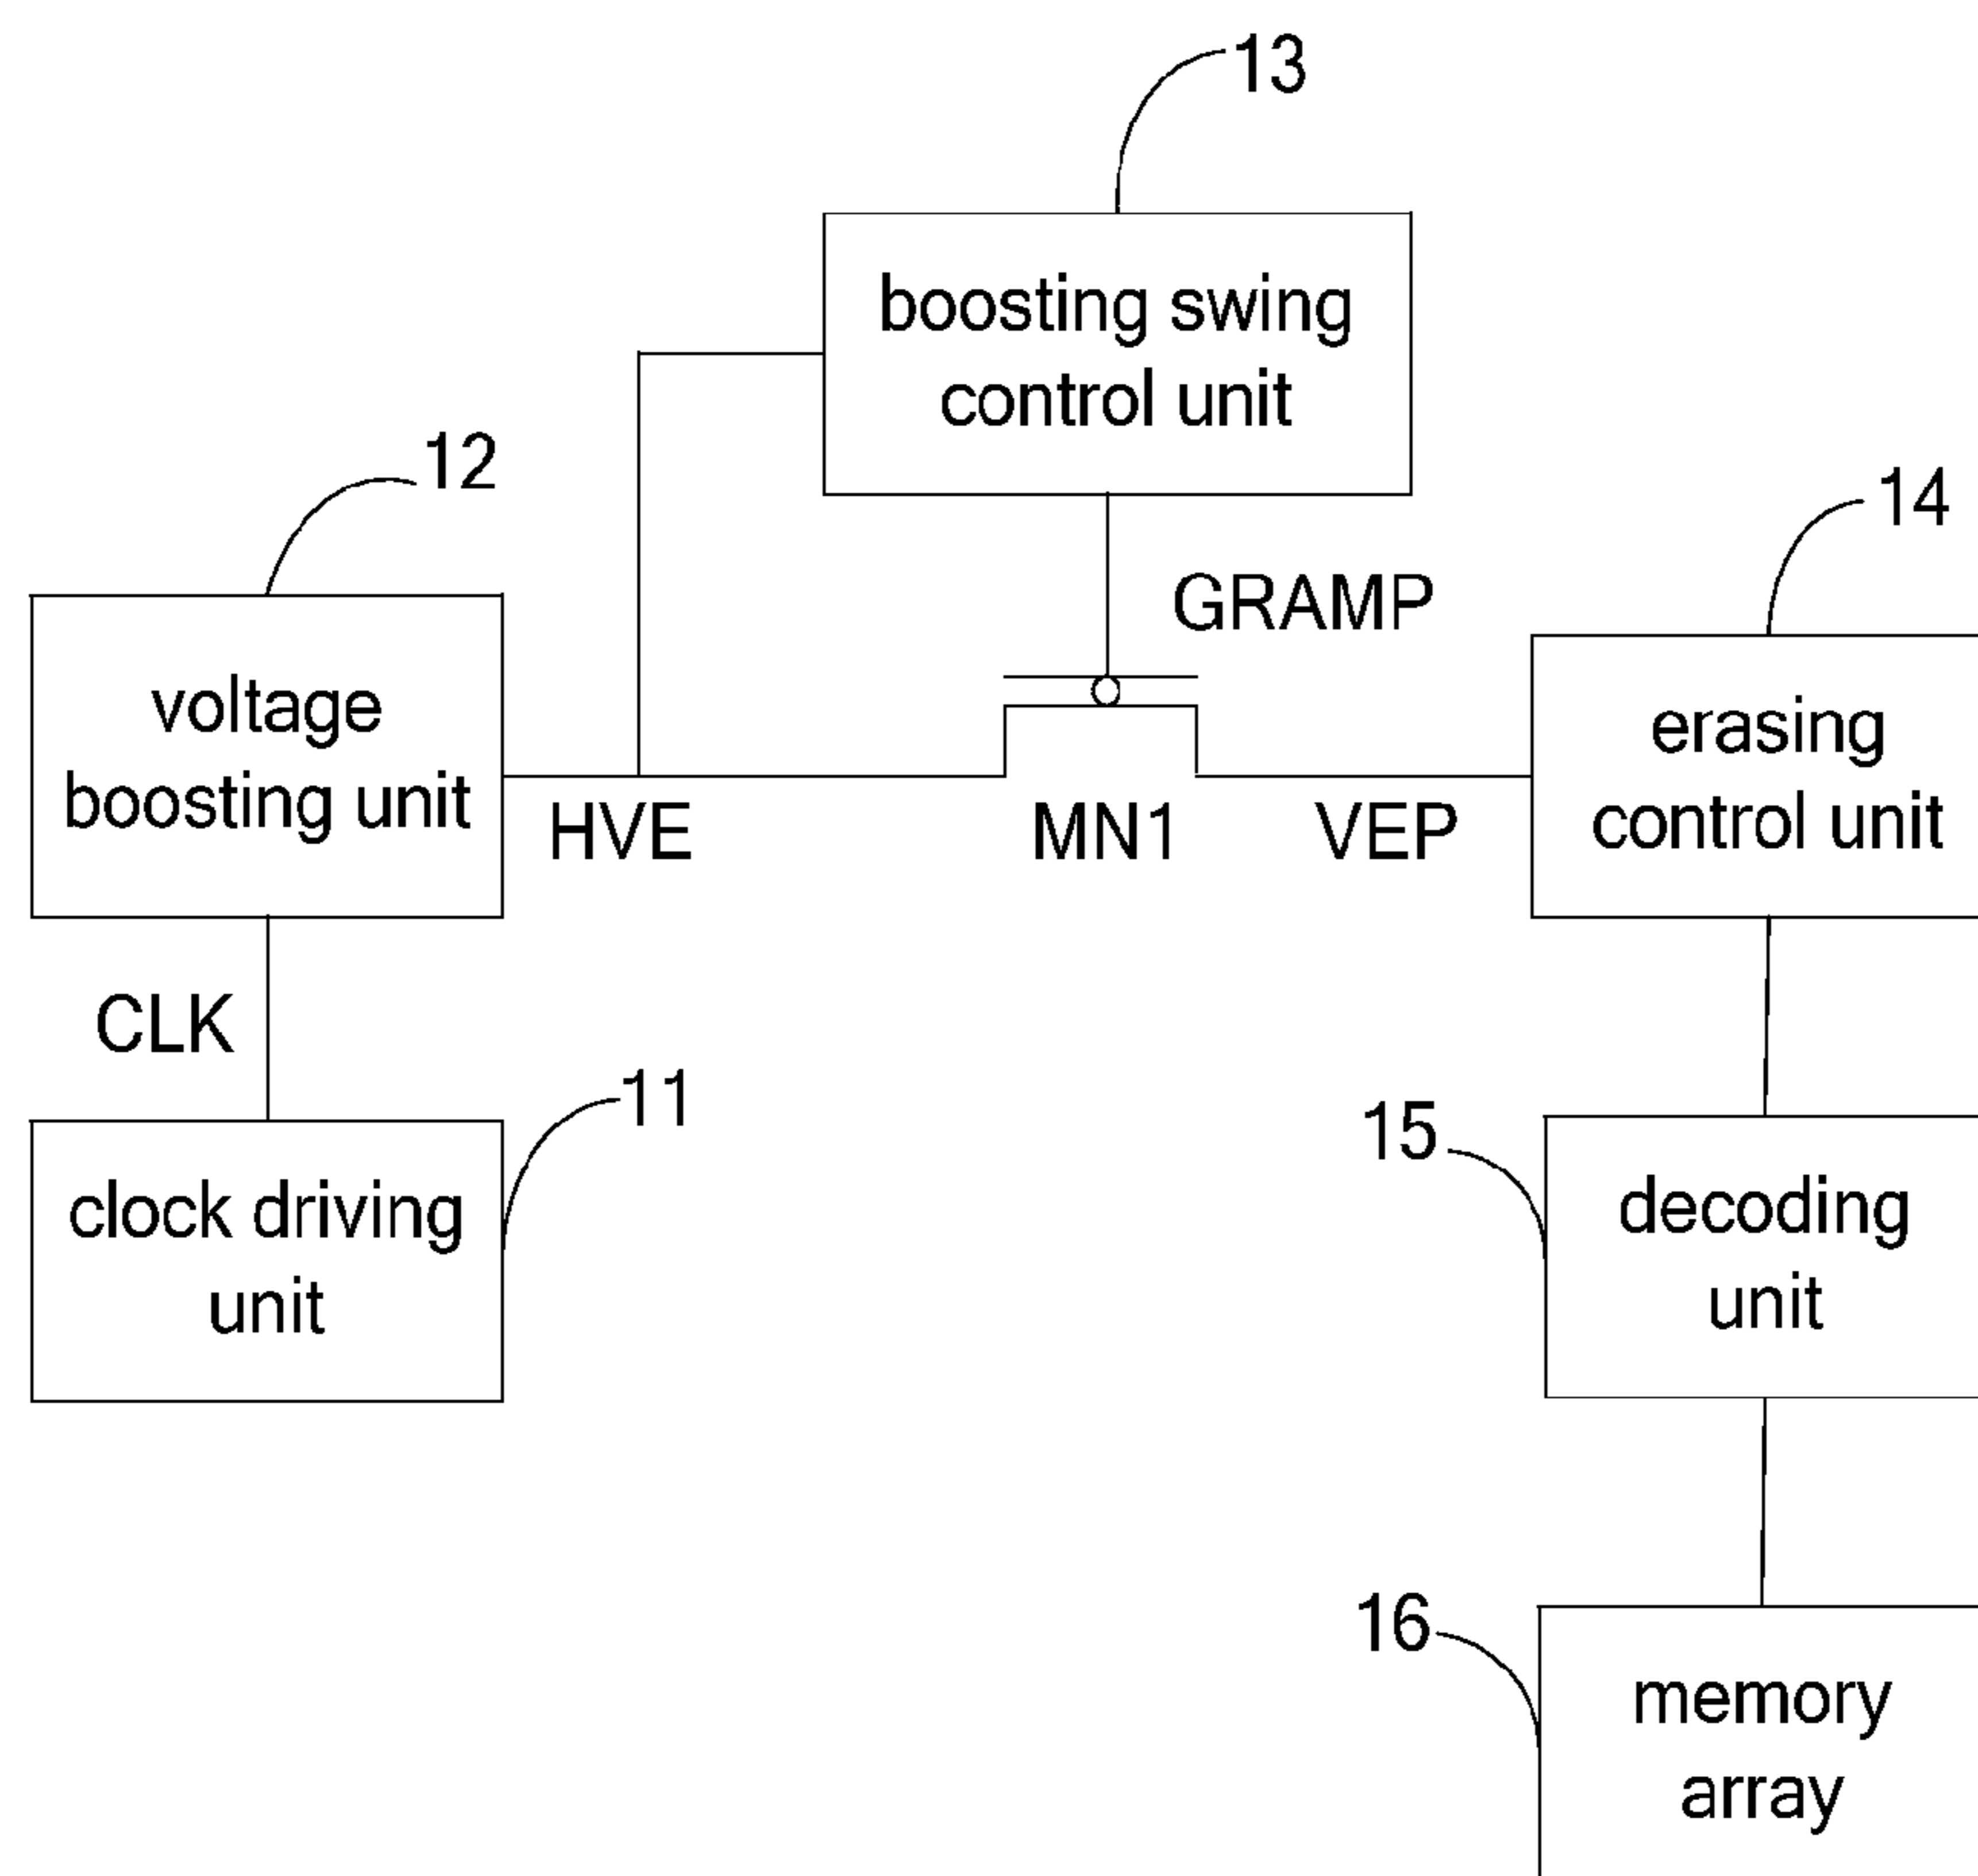 13
boosting swing
control unit
12
14
GRAMP
voltage
boosting unit
erasing
control unit
HVE
MN1
VEP
CLK
11
15
clock driving
unit
decoding
unit
16
memory
array